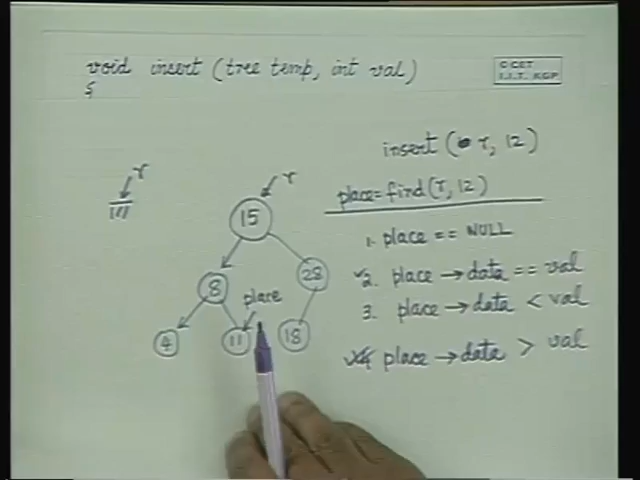 void insert (tree temp, int val)
{
© CET
I.I.T. KGP
insert ( r, 12)
place = find(r, 12)
r
r
15
8
28
place
4
11
18
1. place == NULL
2. place → data == val
3. place → data < val
4. place → data > val